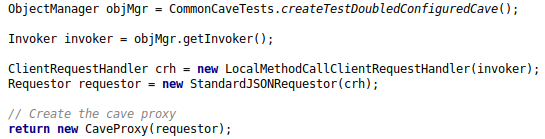 ObjectManager objMgr = CommonCaveTests.createTestDoubledConfiguredCave();
Invoker invoker = objMgr.getInvoker();
ClientRequestHandler crh = new LocalMethodCallClientRequestHandler(invoker);
Requestor requestor = new StandardJSONRequestor(crh);
// Create the cave proxy
return new CaveProxy(requestor);